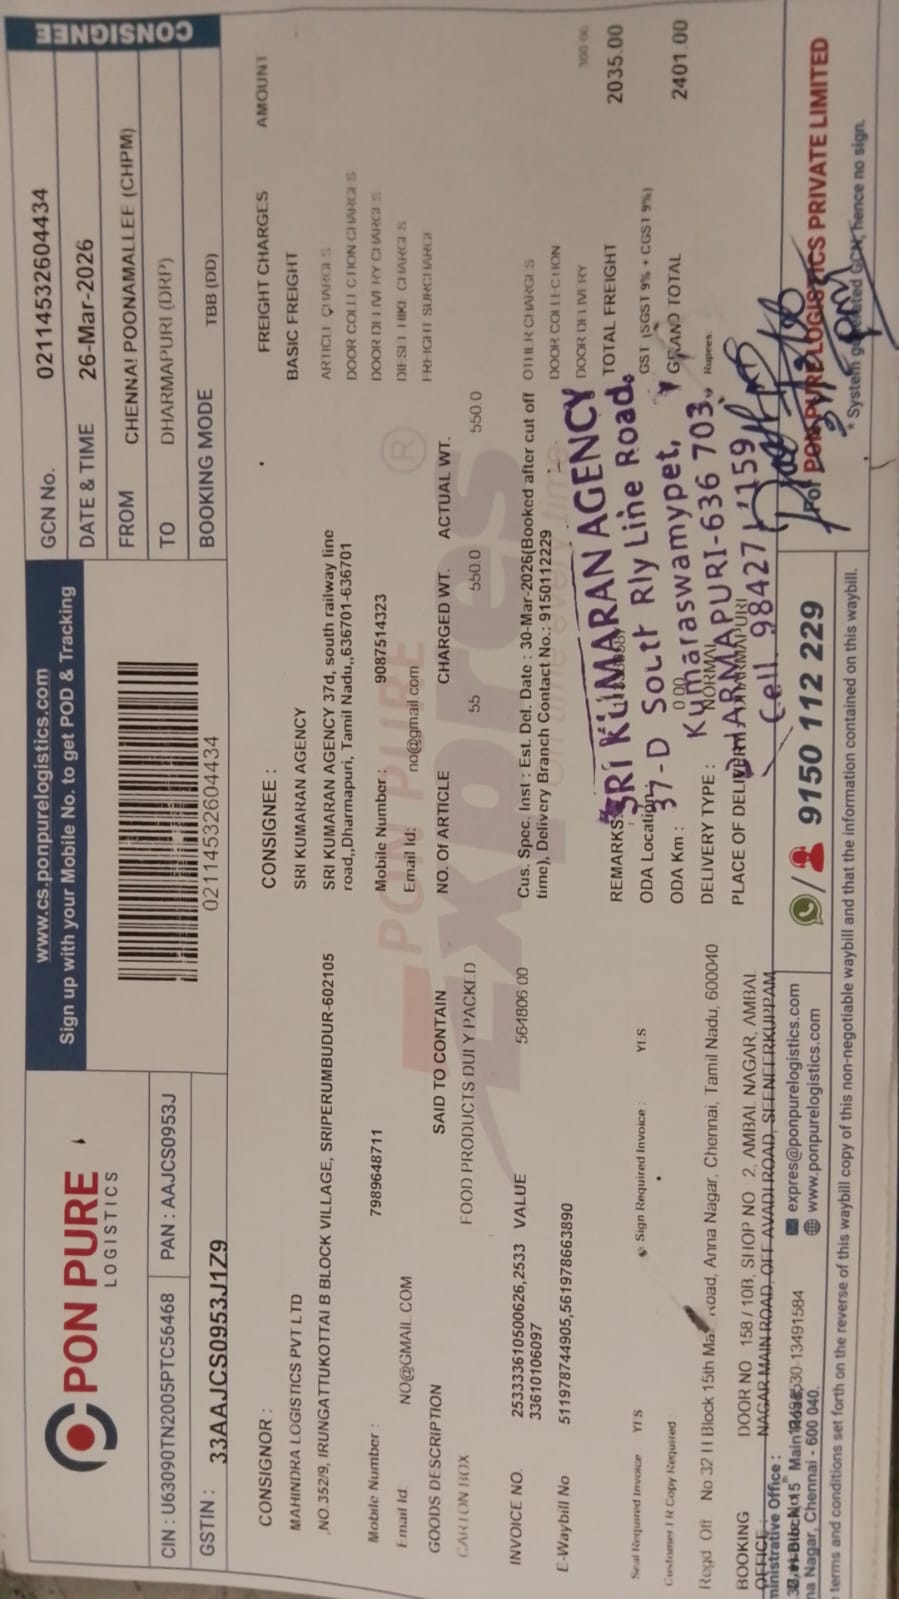 PON PURE
LOGISTICS
CIN : U63090TN2005PTC56468 PAN : AAJCS0953J
GSTIN : 33AAJCS0953J1Z9
www.cs.ponpurelogistics.com
Sign up with your Mobile No. to get POD & Tracking
02114532604434
CONSIGNEE
GCN No. 02114532604434
DATE & TIME 26-Mar-2026
FROM CHENNAI POONAMALLEE (CHPM)
TO DHARMAPURI (DRP)
BOOKING MODE TBB (DD)
CONSIGNOR :
MAHINDRA LOGISTICS PVT LTD
.NO.352/9, IRUNGATTUKOTTAI B BLOCK VILLAGE, SRIPERUMBUDUR-602105
Mobile Number : 7989648711
Email Id. NO@GMAIL.COM
CONSIGNEE :
SRI KUMARAN AGENCY
SRI KUMARAN AGENCY 37d, south railway line
road,,Dharmapuri, Tamil Nadu,,636701-636701
Mobile Number : 9087514323
Email Id: no@gmail.com
FREIGHT CHARGES AMOUNT
BASIC FREIGHT
ARTICLE CHARGES
DOOR COLLECTION CHARGES
DOOR DELIVERY CHARGES
DIESEL HIKE CHARGES
FREIGHT SURCHARGE
OTHER CHARGES
DOOR COLLECTION
DOOR DELIVERY 300.00
TOTAL FREIGHT 2035.00
GST (SGST 9% + CGST 9%)
GRAND TOTAL 2401.00
Rupees.
PON PURE
Expres
GOODS DESCRIPTION SAID TO CONTAIN NO. Of ARTICLE CHARGED WT. ACTUAL WT.
CARTON BOX FOOD PRODUCTS DULY PACKED 55 550.0 550.0
INVOICE NO. 25333610500626,2533 VALUE 564806.00
33610106097
E-Waybill No 511978744905,561978663890
Cus. Spec. Inst : Est. Del. Date : 30-Mar-2026(Booked after cut off
time), Delivery Branch Contact No.: 9150112229
Seal Required Invoice YES Sign Required Invoice : YES
Customer LR Copy Required :
REMARKS:
ODA Location
ODA Km : 0.00
DELIVERY TYPE : NORMAL
PLACE OF DELIVERY DHARMAPURI
SRI KUMARAN AGENCY
37-D South Rly Line Road,
Kumaraswamypet,
DHARMAPURI-636 703.
Cell: 98427
Regd Off No 32 H Block 15th Main Road, Anna Nagar, Chennai, Tamil Nadu, 600040
BOOKING OFFICE : DOOR NO 158 / 10B, SHOP NO 2, AMBAL NAGAR, AMBAL
NAGAR MAIN ROAD, OFF AVADI ROAD, SEENEERKUPPAM
ministrative Office :
na Nagar, Chennai - 600 040.
expres@ponpurelogistics.com
www.ponpurelogistics.com
9150 112 229
For PON PURE LOGISTICS PRIVATE LIMITED
* System generated GCN, hence no sign.
terms and conditions set forth on the reverse of this waybill copy of this non-negotiable waybill and that the information contained on this waybill.